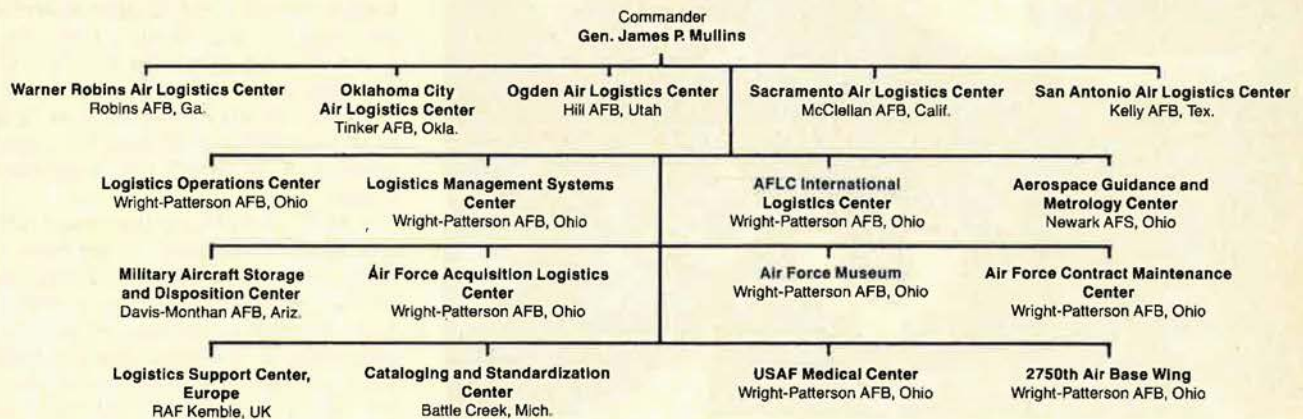 Commander
Gen. James P. Mullins
Warner Robins Air Logistics Center
Robins AFB, Ga.
Oklahoma City
Air Logistics Center
Tinker AFB, Okla.
Ogden Air Logistics Center
Hill AFB, Utah
Sacramento Air Logistics Center
McClellan AFB, Calif.
San Antonio Air Logistics Center
Kelly AFB, Tex.
Logistics Operations Center
Wright-Patterson AFB, Ohio
Logistics Management Systems
Center
Wright-Patterson AFB, Ohio
AFLC International
Logistics Center
Wright-Patterson AFB, Ohio
Aerospace Guidance and
Metrology Center
Newark AFS, Ohio
Military Aircraft Storage
and Disposition Center
Davis-Monthan AFB, Ariz.
Air Force Acquisition Logistics
Center
Wright-Patterson AFB, Ohio
Air Force Museum
Wright-Patterson AFB, Ohio
Air Force Contract Maintenance
Center
Wright-Patterson AFB, Ohio
Logistics Support Center,
Europe
RAF Kemble, UK
Cataloging and Standardization
Center
Battle Creek, Mich.
USAF Medical Center
Wright-Patterson AFB, Ohio
2750th Air Base Wing
Wright-Patterson AFB, Ohio